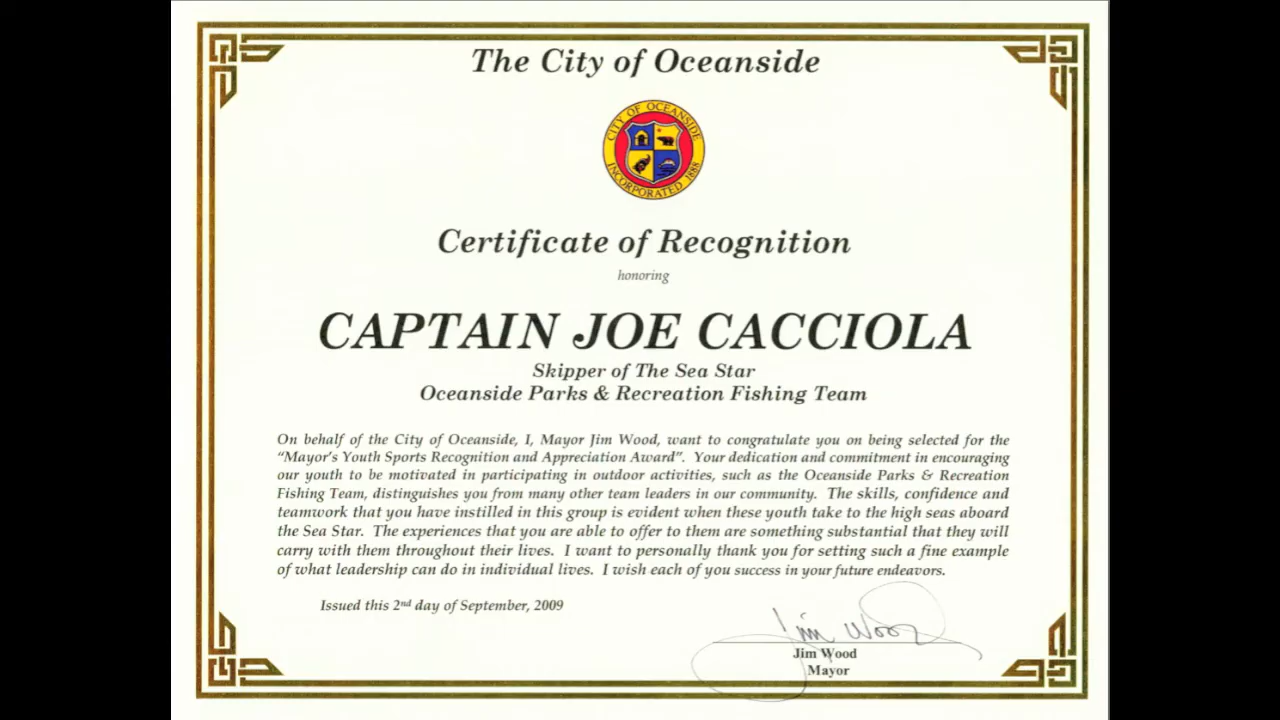 The City of Oceanside
CITY OF OCEANSIDE
INCORPORATED 1888
Certificate of Recognition
honoring
CAPTAIN JOE CACCIOLA
Skipper of The Sea Star
Oceanside Parks & Recreation Fishing Team
On behalf of the City of Oceanside, I, Mayor Jim Wood, want to congratulate you on being selected for the
“Mayor’s Youth Sports Recognition and Appreciation Award”. Your dedication and commitment in encouraging
our youth to be motivated in participating in outdoor activities, such as the Oceanside Parks & Recreation
Fishing Team, distinguishes you from many other team leaders in our community. The skills, confidence and
teamwork that you have instilled in this group is evident when these youth take to the high seas aboard
the Sea Star. The experiences that you are able to offer to them are something substantial that they will
carry with them throughout their lives. I want to personally thank you for setting such a fine example
of what leadership can do in individual lives. I wish each of you success in your future endeavors.
Issued this 2nd day of September, 2009
Jim Wood
Jim Wood
Mayor